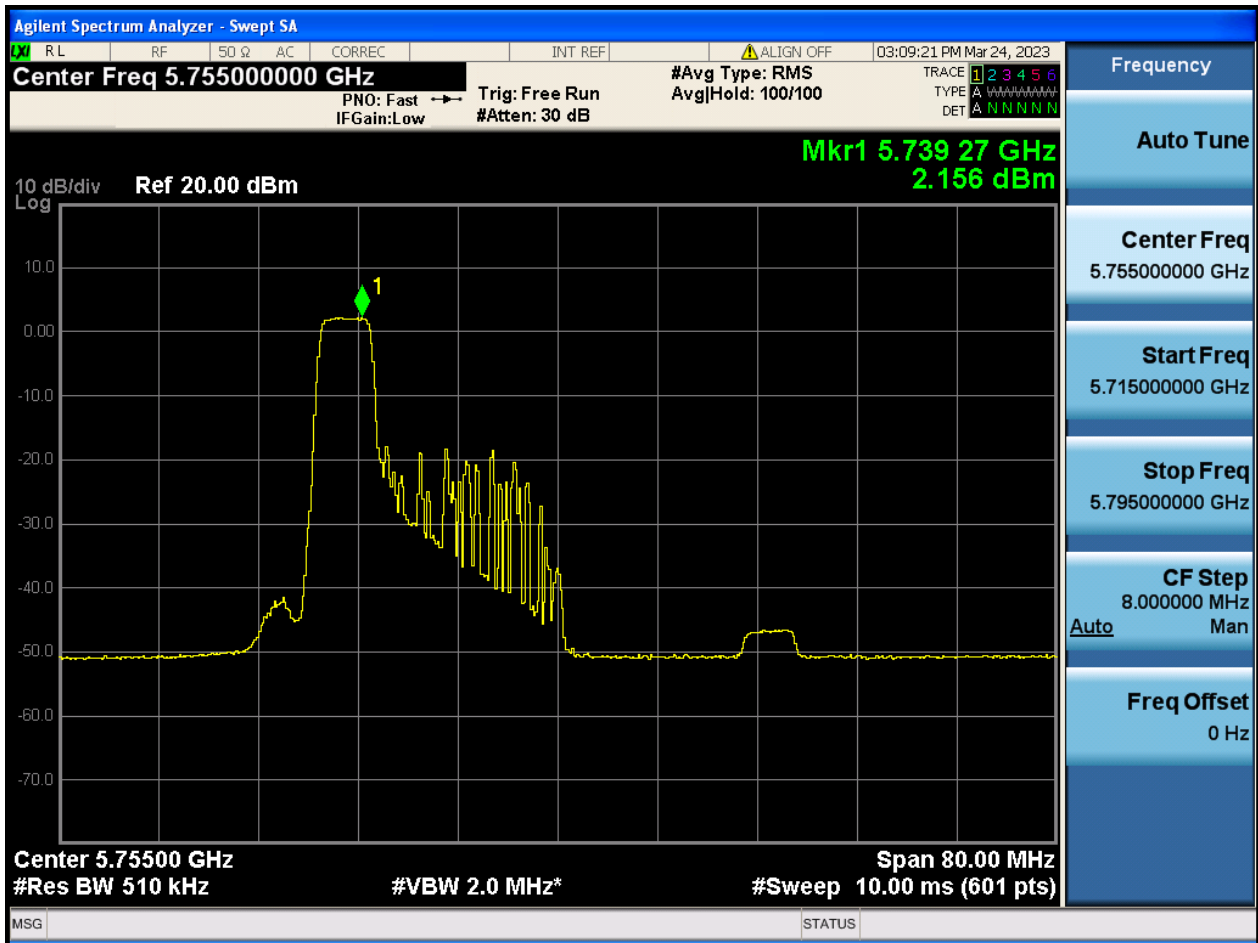 Agilent Spectrum Analyzer - Swept SA
LXI RL RF 50 Ω AC CORREC INT REF ALIGN OFF 03:09:21 PM Mar 24, 2023
Center Freq 5.755000000 GHz
PNO: Fast
IFGain:Low
Trig: Free Run
#Atten: 30 dB
#Avg Type: RMS
Avg|Hold: 100/100
TRACE 1 2 3 4 5 6
TYPE A WWWWW
DET A N N N N N
Mkr1 5.739 27 GHz
2.156 dBm
10 dB/div Ref 20.00 dBm
Log
10.0
1
0.00
-10.0
-20.0
-30.0
-40.0
-50.0
-60.0
-70.0
Center 5.75500 GHz Span 80.00 MHz
#Res BW 510 kHz #VBW 2.0 MHz* #Sweep 10.00 ms (601 pts)
MSG STATUS
Frequency
Auto Tune
Center Freq
5.755000000 GHz
Start Freq
5.715000000 GHz
Stop Freq
5.795000000 GHz
CF Step
8.000000 MHz
Auto Man
Freq Offset
0 Hz